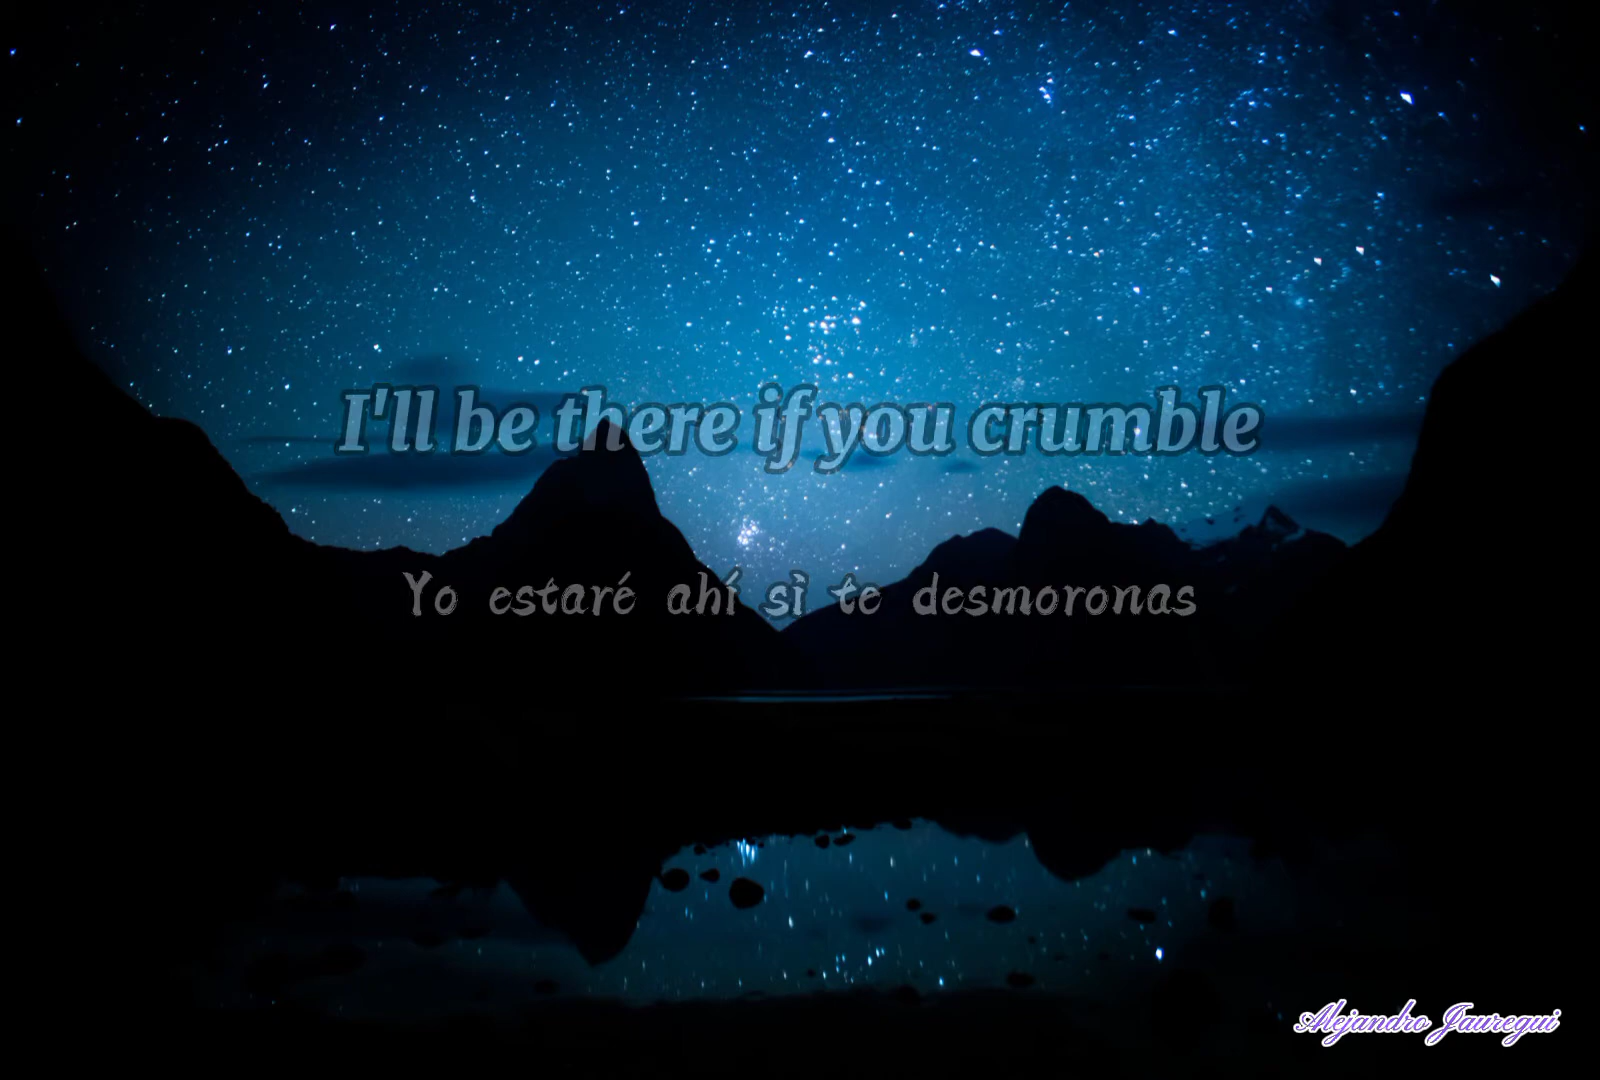 I'll be there if you crumble
Yo estaré ahí si te desmoronas
Alejandro Jauregui